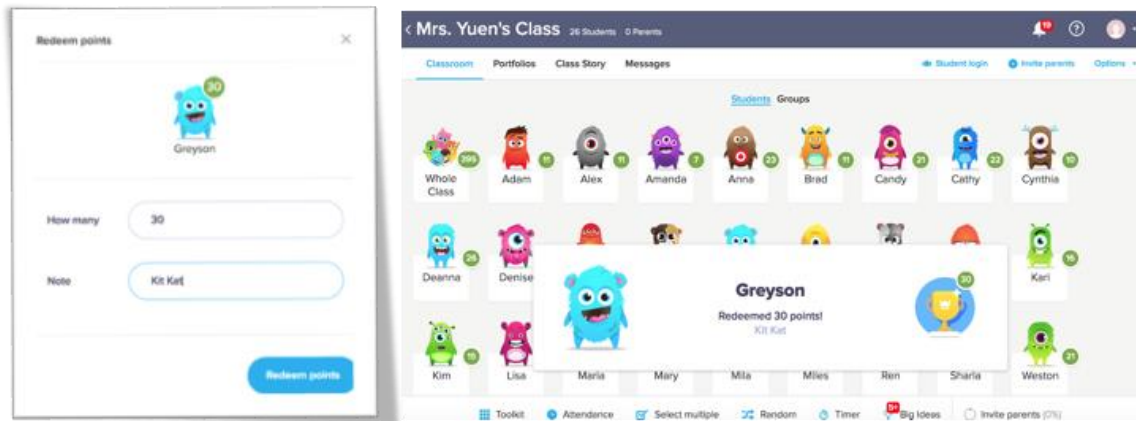 Redeem points
×
30
Greyson
How many 30
Note Kit Kat
Redeem points
< Mrs. Yuen's Class 26 Students 0 Parents
19
?
Classroom Portfolios Class Story Messages
Student login Invite parents Options
Students Groups
395 11 11 7 23 11 21 22 10
Whole Class Adam Alex Amanda Anna Brad Candy Cathy Cynthia
26 16
Deanna Denise Kari
30
Greyson
Redeemed 30 points!
Kit Kat
15 21
Kim Lisa Maria Mary Mila Miles Ren Sharla Weston
Toolkit Attendance Select multiple Random Timer 9+ Big Ideas Invite parents (0%)